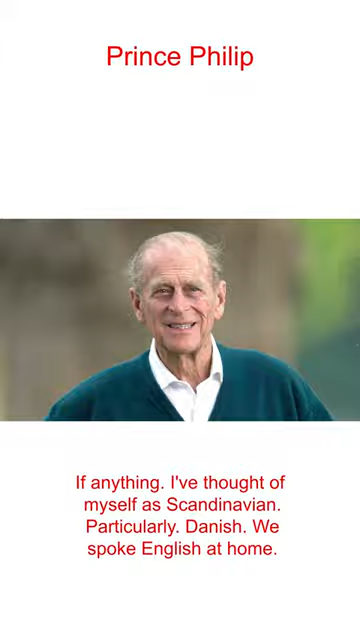 Prince Philip
If anything. I've thought of
myself as Scandinavian.
Particularly. Danish. We
spoke English at home.